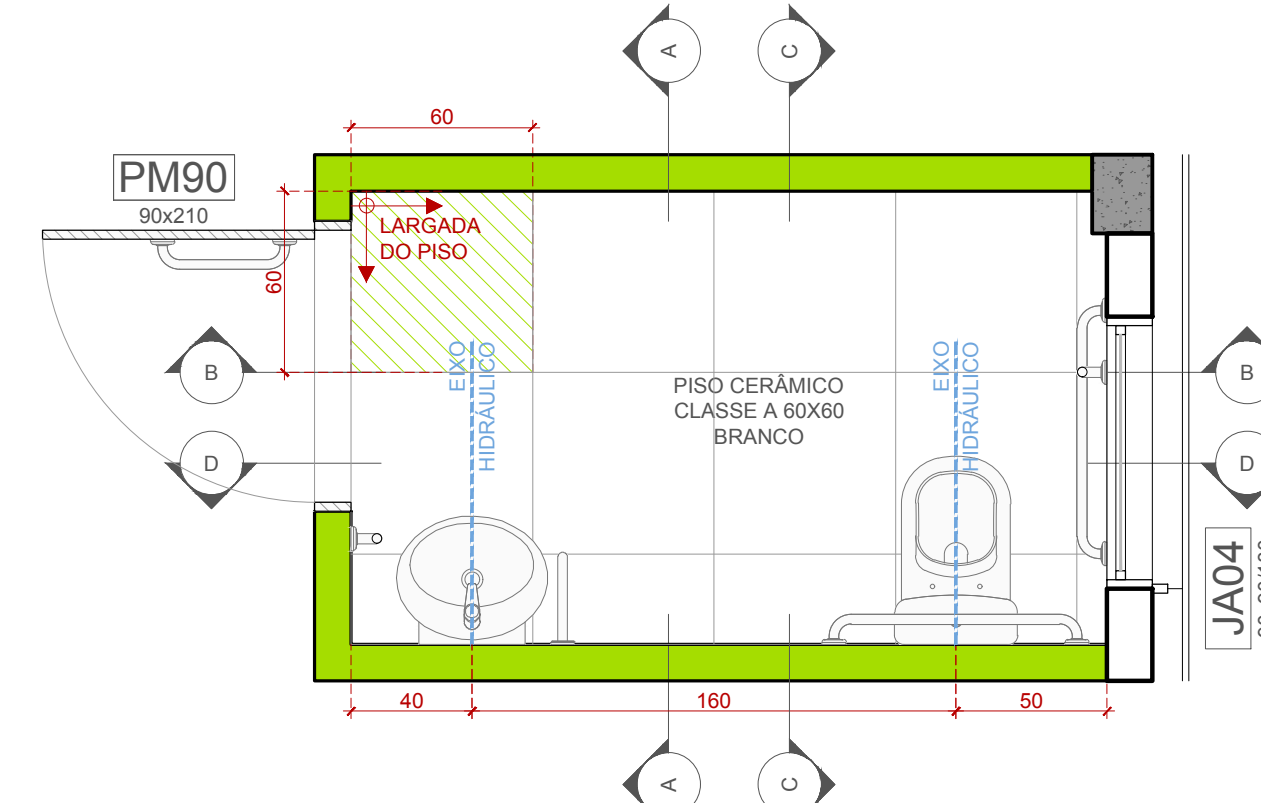 A
C
60
PM90
90x210
LARGADA
DO PISO
60
EIXO
HIDRÁULICO
EIXO
HIDRÁULICO
B
B
PISO CERÂMICO
CLASSE A 60X60
BRANCO
D
D
JA04
40
160
50
A
C